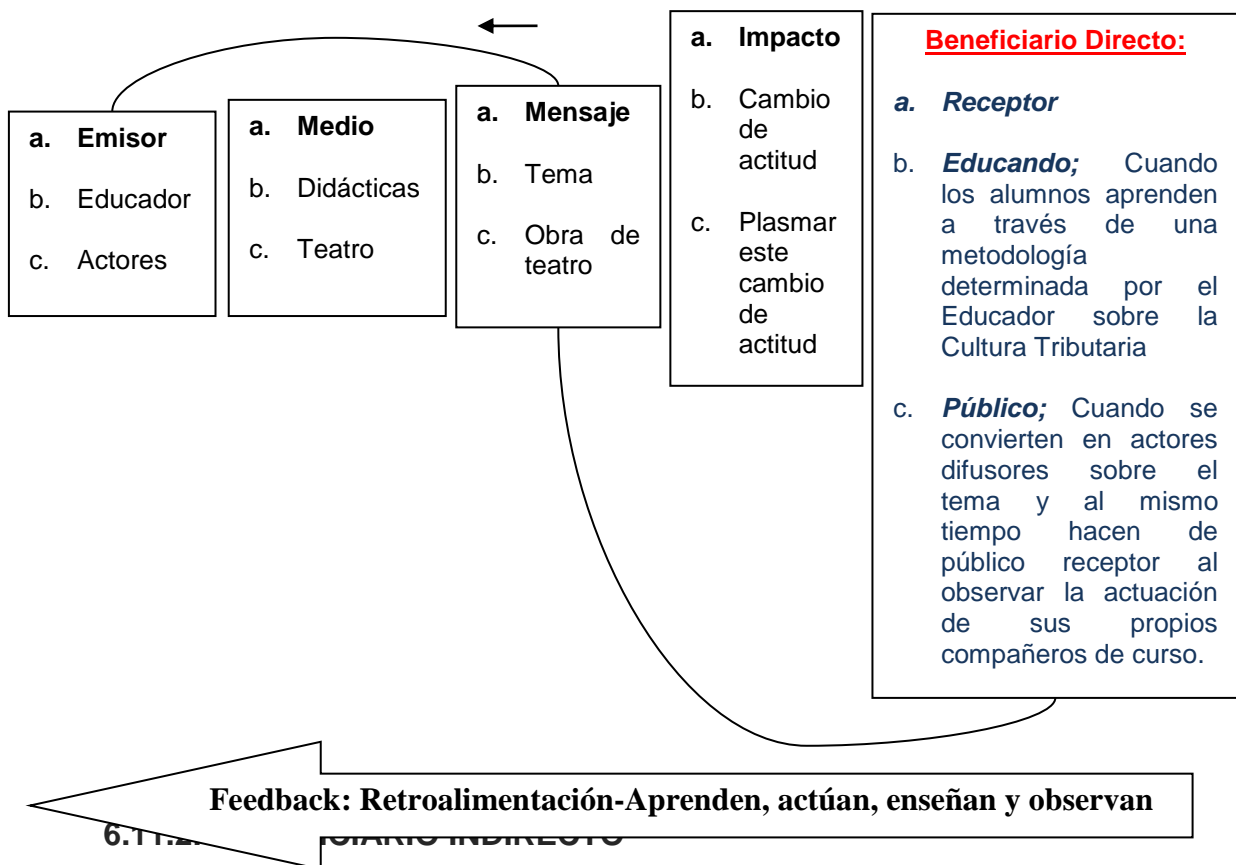 a. Emisor
b. Educador
c. Actores
a. Medio
b. Didácticas
c. Teatro
a. Mensaje
b. Tema
c. Obra de
teatro
a. Impacto
b. Cambio
de
actitud
c. Plasmar
este
cambio
de
actitud
Beneficiario Directo:
a. Receptor
b. Educando; Cuando
los alumnos aprenden
a través de una
metodología
determinada por el
Educador sobre la
Cultura Tributaria
c. Público; Cuando se
convierten en actores
difusores sobre el
tema y al mismo
tiempo hacen de
público receptor al
observar la actuación
de sus propios
compañeros de curso.
Feedback: Retroalimentación-Aprenden, actúan, enseñan y observan
INDIRECTO